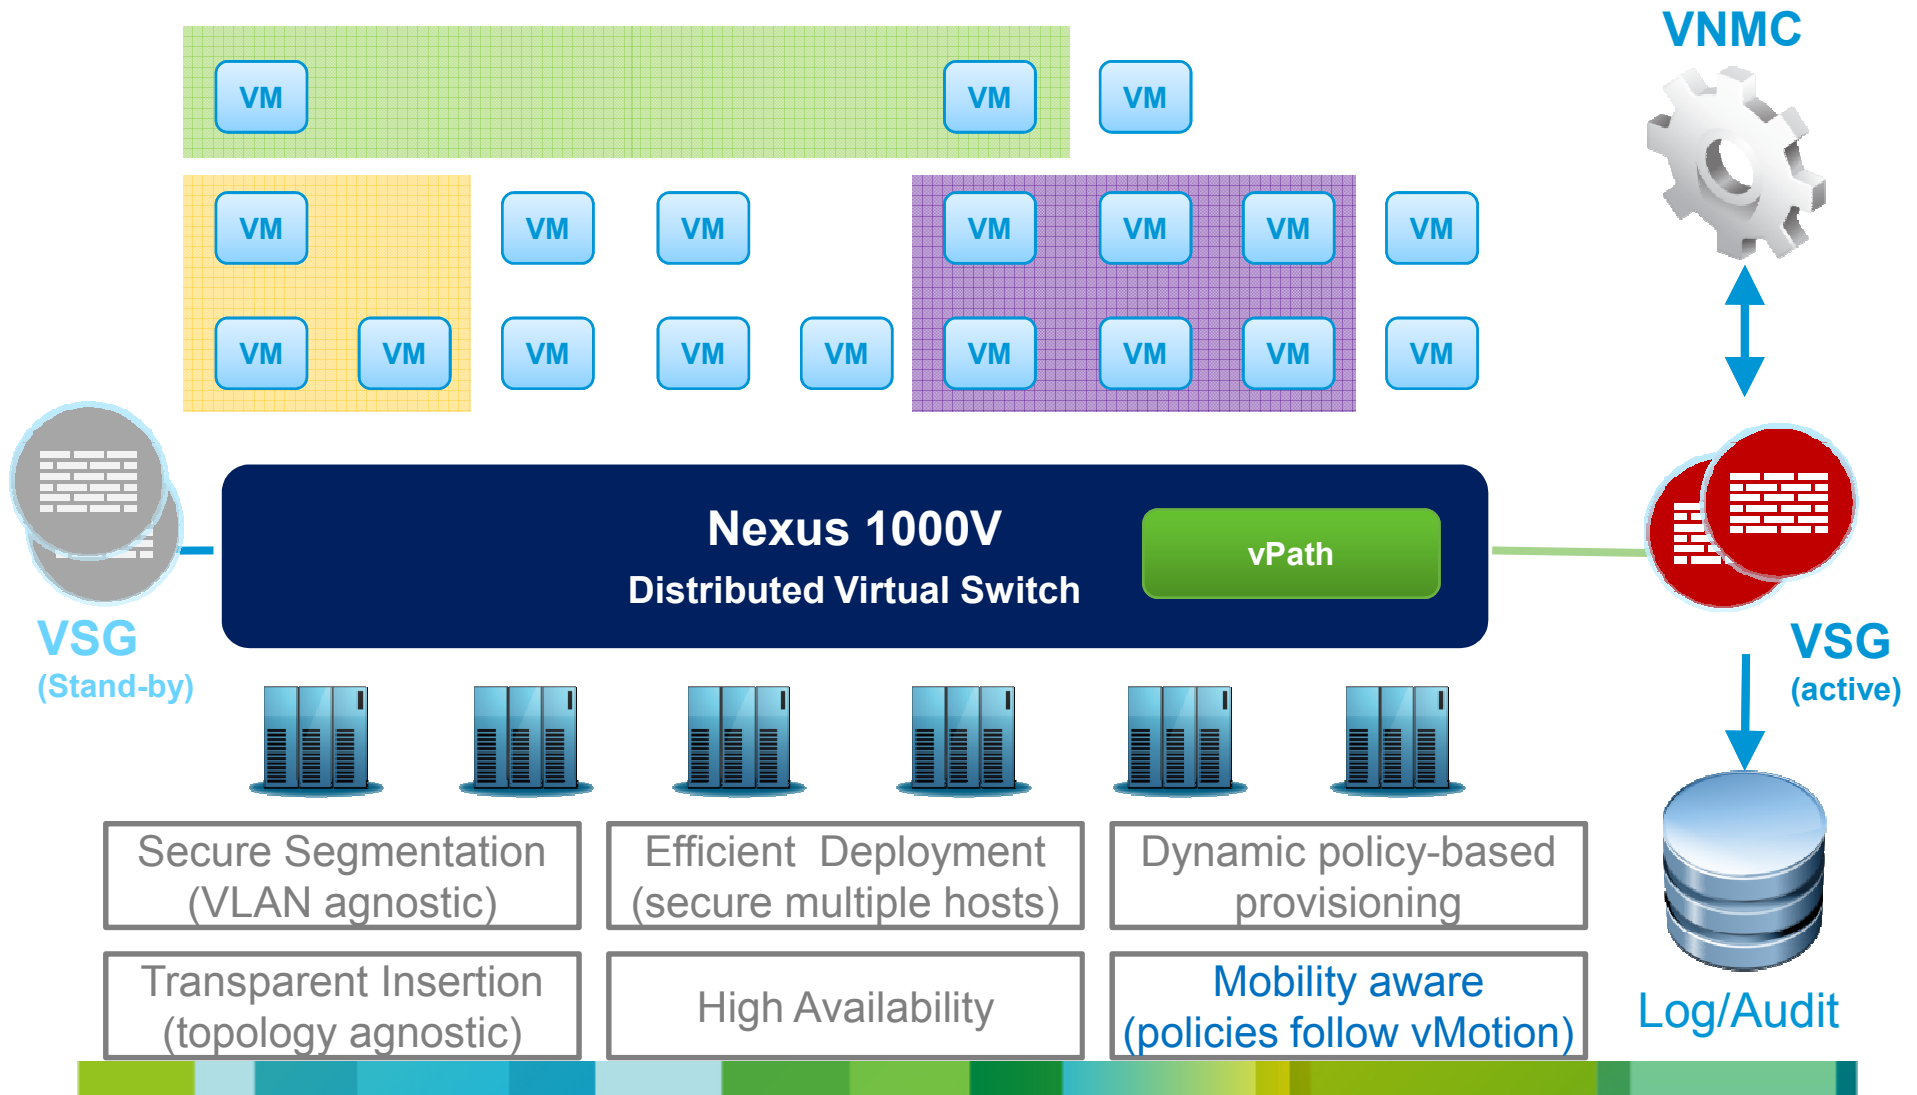 VNMC
VM VM VM
VM VM VM VM VM VM VM
VM VM VM VM VM VM VM VM VM
Nexus 1000V
Distributed Virtual Switch
vPath
VSG
(Stand-by)
VSG
(active)
Secure Segmentation
(VLAN agnostic)
Efficient Deployment
(secure multiple hosts)
Dynamic policy-based
provisioning
Transparent Insertion
(topology agnostic)
High Availability
Mobility aware
(policies follow vMotion)
Log/Audit